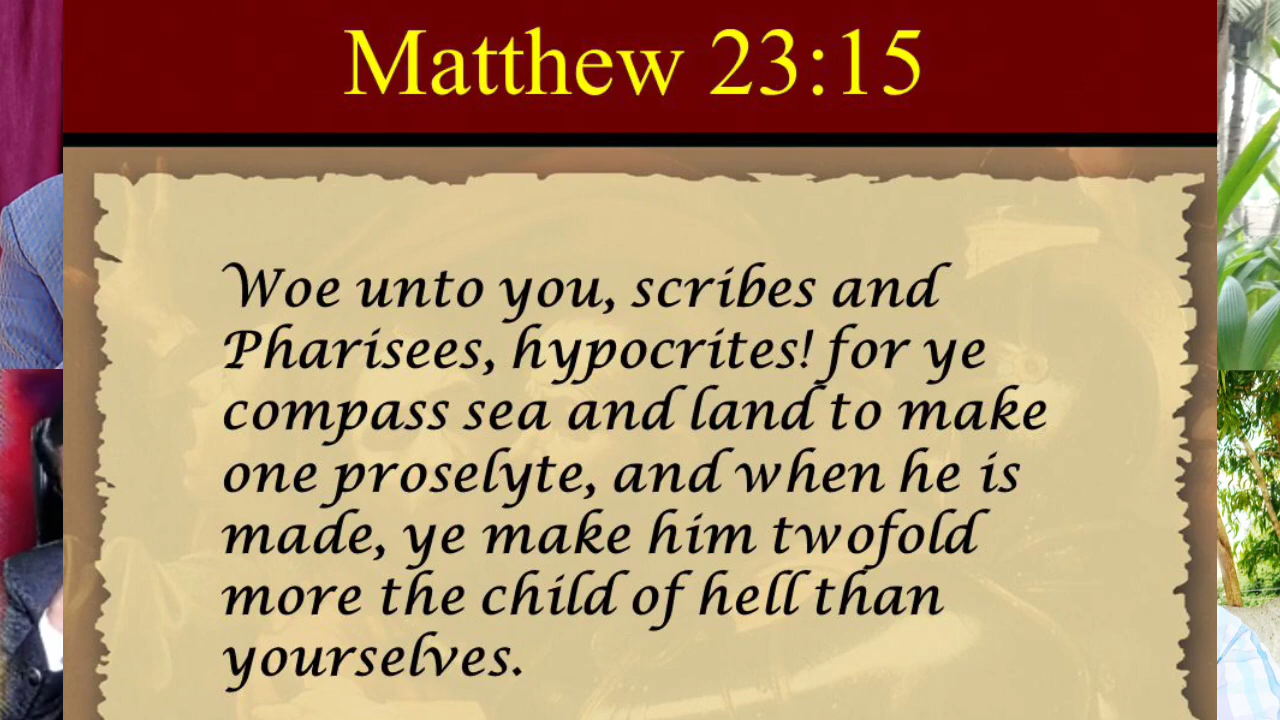 Matthew 23:15
Woe unto you, scribes and
Pharisees, hypocrites! for ye
compass sea and land to make
one proselyte, and when he is
made, ye make him twofold
more the child of hell than
yourselves.